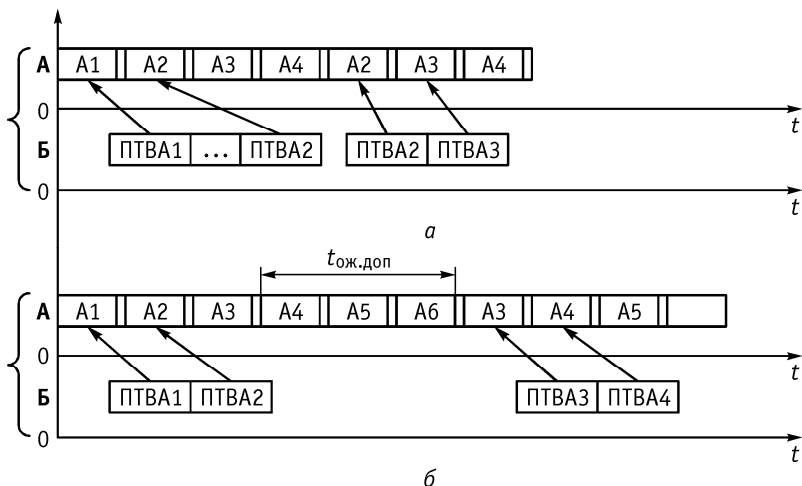 А А1 А2 А3 А4 А2 А3 А4
0 t
Б ПТВА1 ... ПТВА2 ПТВА2 ПТВА3
0 t
а
tож.доп
А А1 А2 А3 А4 А5 А6 А3 А4 А5
0 t
Б ПТВА1 ПТВА2 ПТВА3 ПТВА4
0 t
б